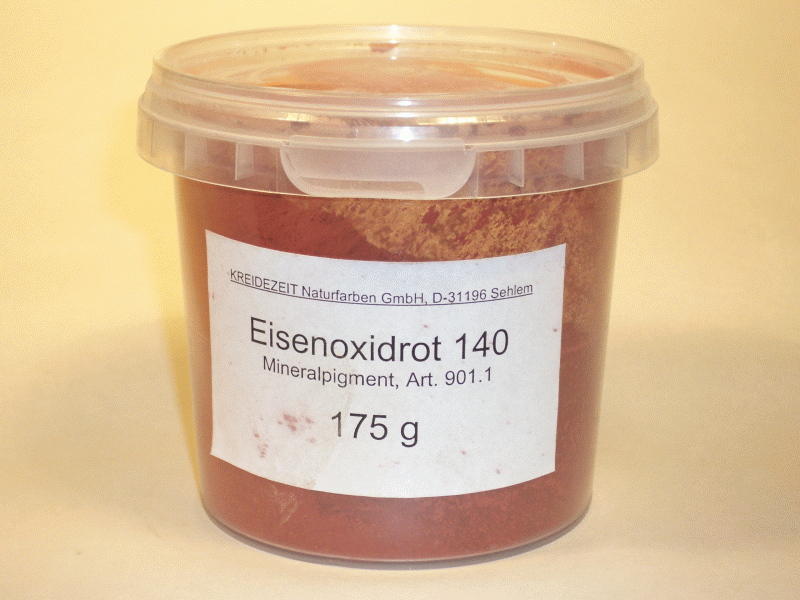 KREIDEZEIT Naturfarben GmbH, D-31196 Sehlem
Eisenoxidrot 140
Mineralpigment, Art. 901.1
175 g